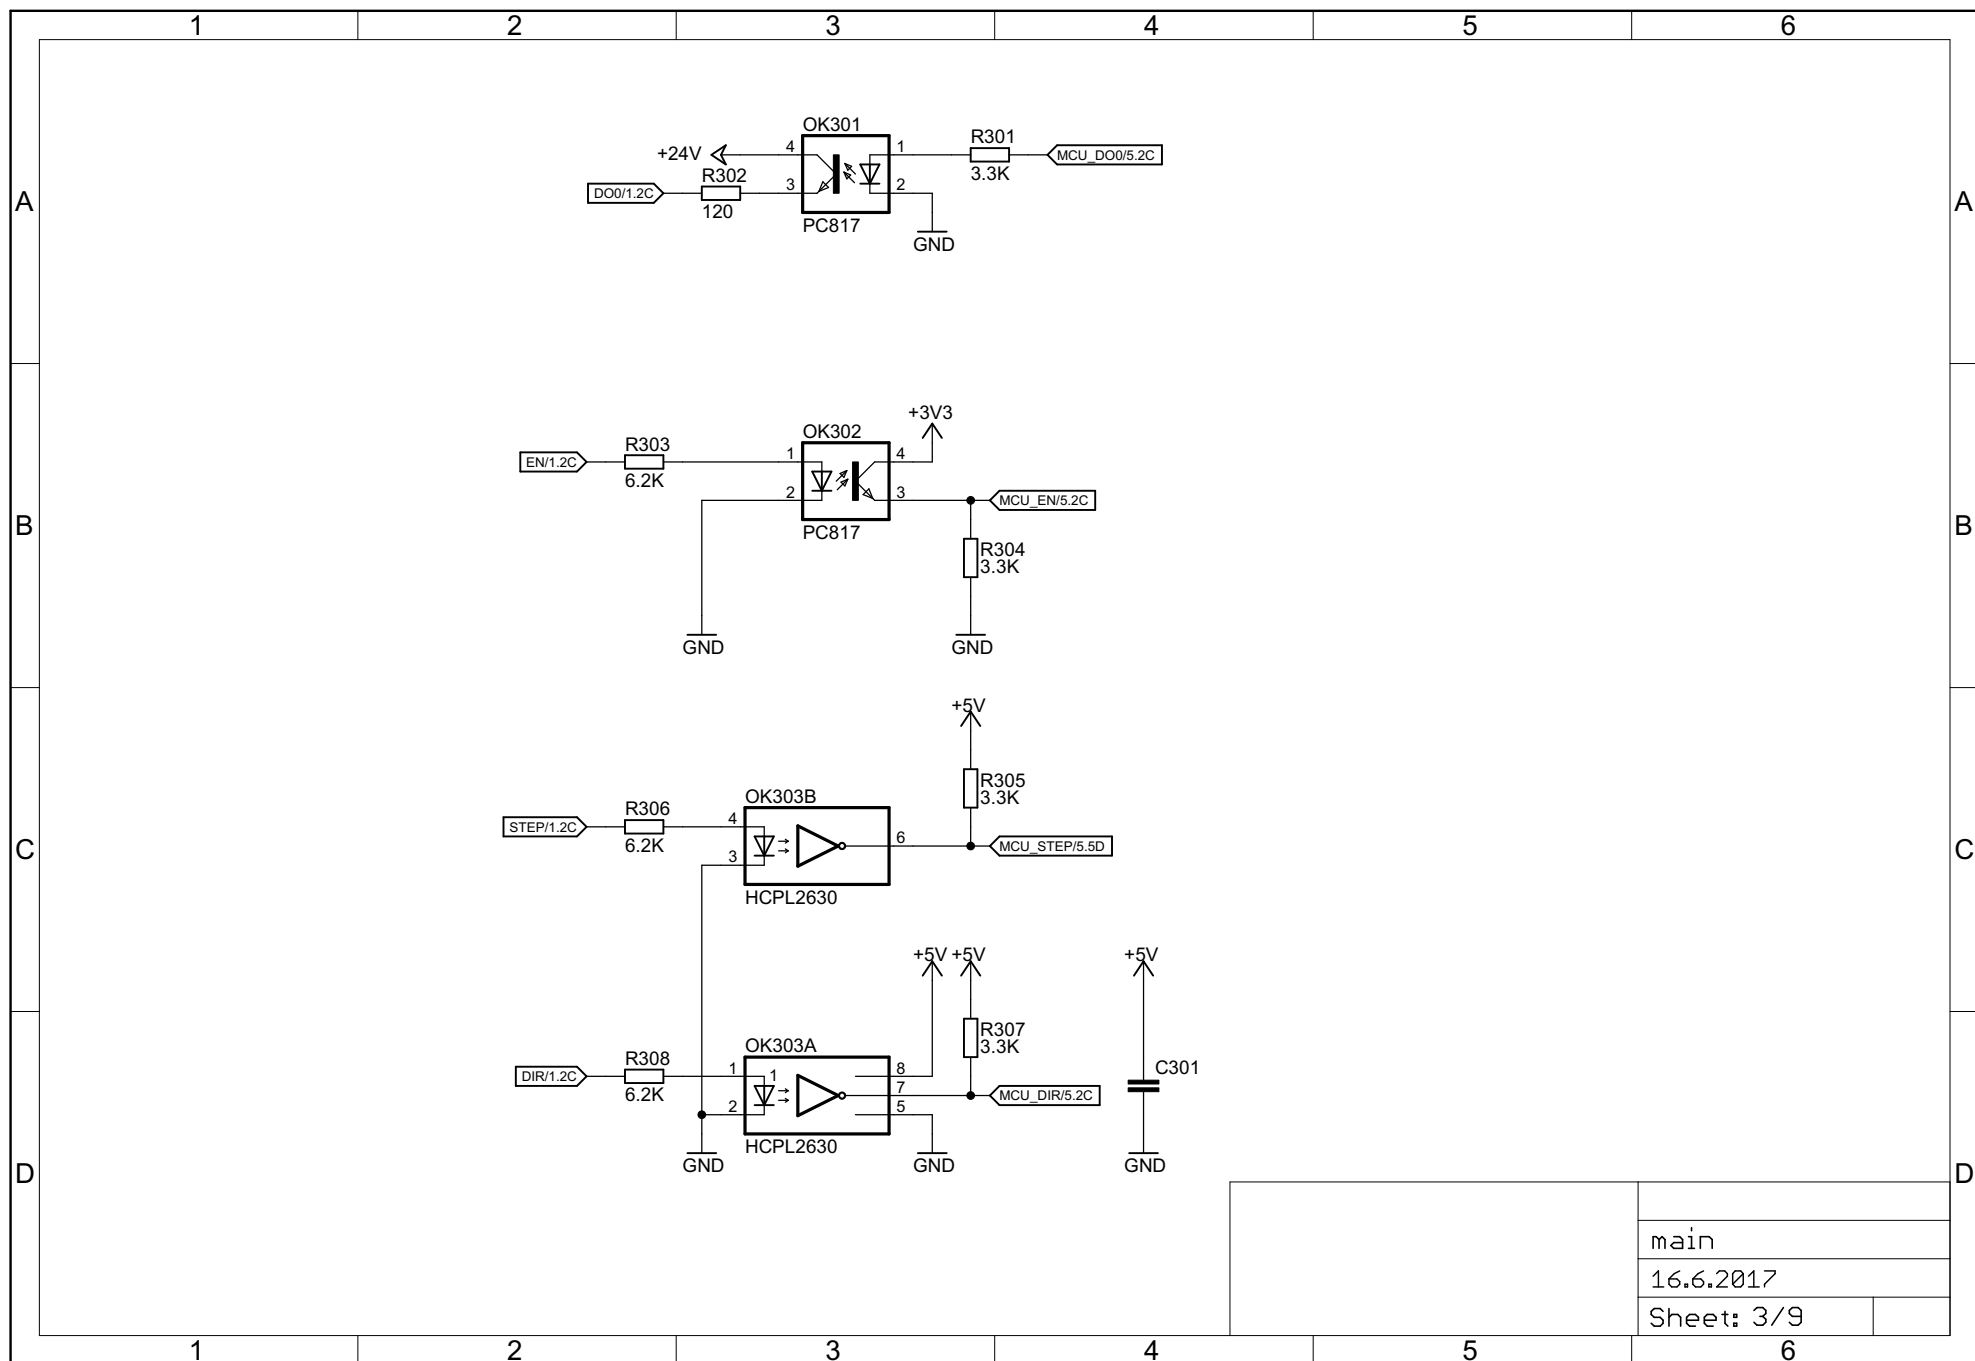 1 2 3 4 5 6
A A
OK301
+24V 4 1 R301 MCU_DO0/5.2C
3.3K
DO0/1.2C R302 3 2
120
PC817
GND
B B
+3V3
OK302
EN/1.2C R303 1 4
6.2K
2 3 MCU_EN/5.2C
PC817
R304
3.3K
GND GND
C C
+5V
R305
3.3K
OK303B
STEP/1.2C R306 4
6.2K
3 6 MCU_STEP/5.5D
HCPL2630
+5V +5V +5V
D D
R307
3.3K
OK303A
DIR/1.2C R308 1 1 8
6.2K
7 MCU_DIR/5.2C
2 5
HCPL2630
C301
GND GND GND
main
16.6.2017
Sheet: 3/9
1 2 3 4 5 6